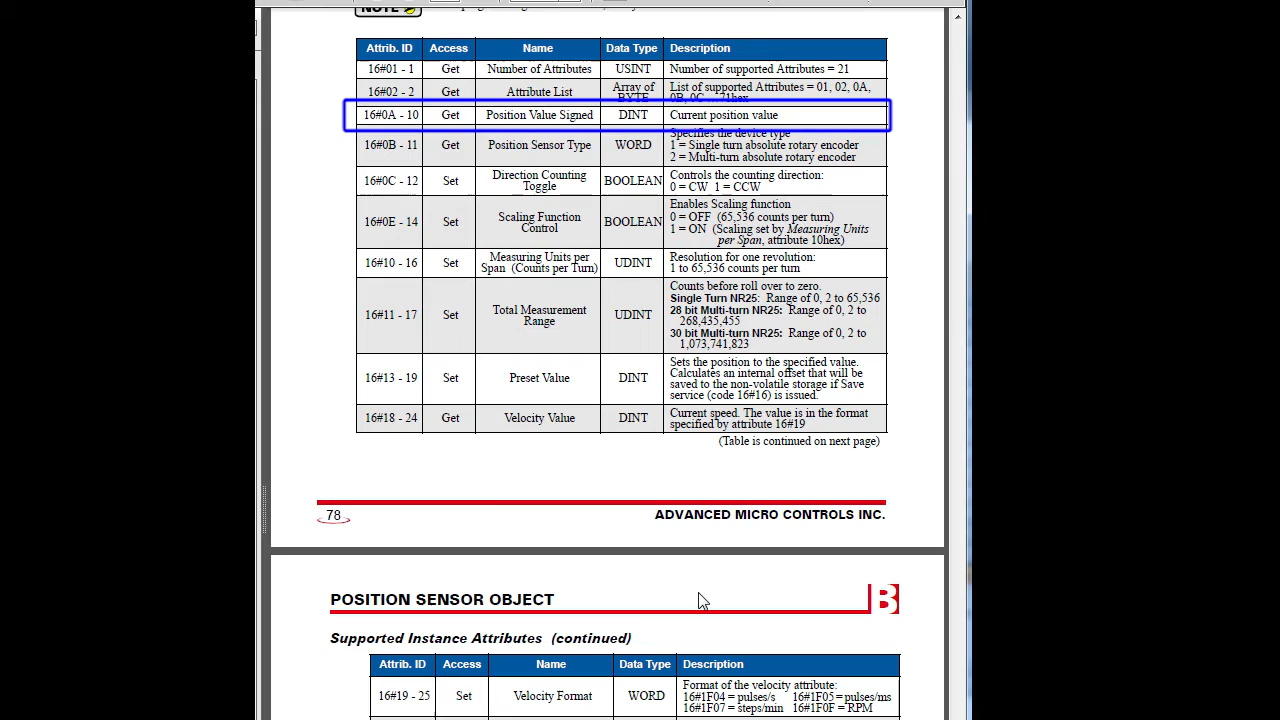 NOTE
Attrib. ID Access Name Data Type Description
16#01 - 1 Get Number of Attributes USINT Number of supported Attributes = 21
16#02 - 2 Get Attribute List Array of BYTE List of supported Attributes = 01, 02, 0A,
0B, 0C ... 71hex
16#0A - 10 Get Position Value Signed DINT Current position value
16#0B - 11 Get Position Sensor Type WORD Specifies the device type
1 = Single turn absolute rotary encoder
2 = Multi-turn absolute rotary encoder
16#0C - 12 Set Direction Counting Toggle BOOLEAN Controls the counting direction:
0 = CW 1 = CCW
16#0E - 14 Set Scaling Function Control BOOLEAN Enables Scaling function
0 = OFF (65,536 counts per turn)
1 = ON (Scaling set by Measuring Units
per Span, attribute 10hex)
16#10 - 16 Set Measuring Units per Span (Counts per Turn) UDINT Resolution for one revolution:
1 to 65,536 counts per turn
16#11 - 17 Set Total Measurement Range UDINT Counts before roll over to zero.
Single Turn NR25: Range of 0, 2 to 65,536
28 bit Multi-turn NR25: Range of 0, 2 to
268,435,455
30 bit Multi-turn NR25: Range of 0, 2 to
1,073,741,823
16#13 - 19 Set Preset Value DINT Sets the position to the specified value.
Calculates an internal offset that will be
saved to the non-volatile storage if Save
service (code 16#16) is issued.
16#18 - 24 Get Velocity Value DINT Current speed. The value is in the format
specified by attribute 16#19
(Table is continued on next page)
78 ADVANCED MICRO CONTROLS INC.
POSITION SENSOR OBJECT B
Supported Instance Attributes (continued)
Attrib. ID Access Name Data Type Description
16#19 - 25 Set Velocity Format WORD Format of the velocity attribute:
16#1F04 = pulses/s 16#1F05 = pulses/ms
16#1F07 = steps/min 16#1F0F = RPM